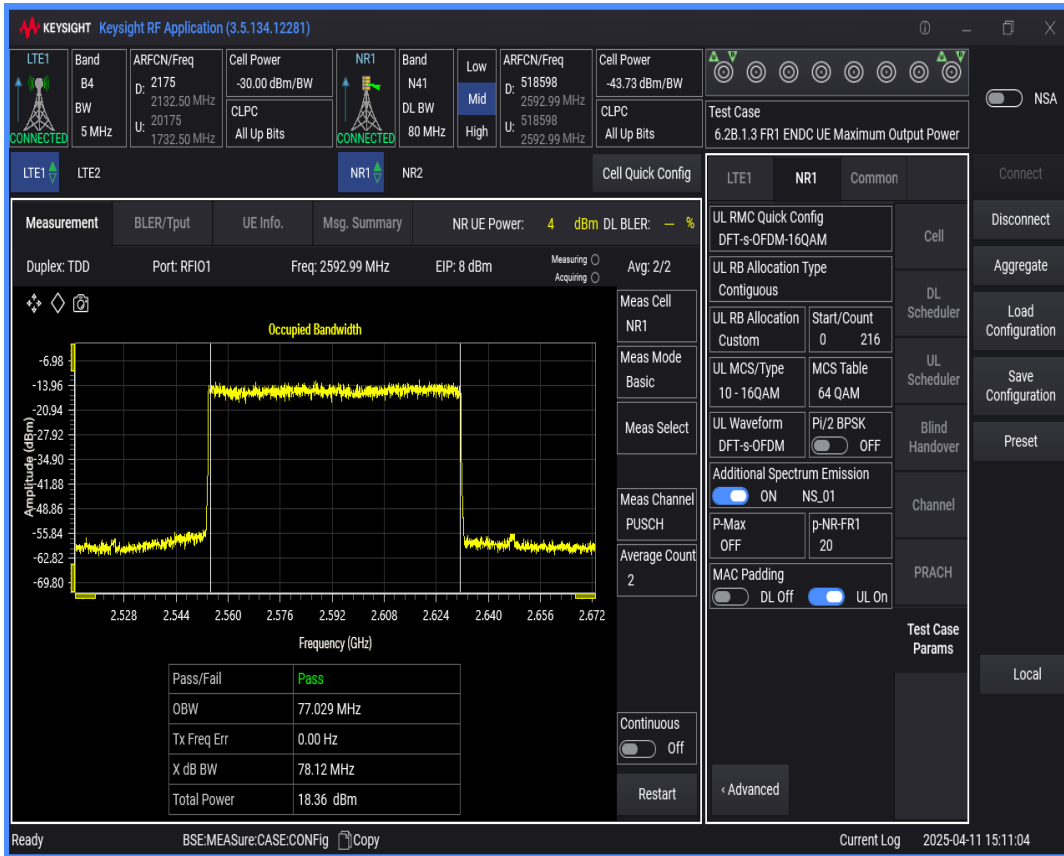 KEYSIGHT Keysight RF Application (3.5.134.12281)
LTE1 Band ARFCN/Freq Cell Power NR1 Band Low ARFCN/Freq Cell Power
B4 D: 2175 -30.00 dBm/BW N41 D: 518598 -43.73 dBm/BW
BW 2132.50 MHz CLPC DL BW Mid 2592.99 MHz CLPC Test Case
CONNECTED 5 MHz U: 20175 All Up Bits CONNECTED 80 MHz High U: 518598 All Up Bits 6.2B.1.3 FR1 ENDC UE Maximum Output Power
1732.50 MHz 2592.99 MHz
NSA
LTE1 LTE2 NR1 NR2 Cell Quick Config
Measurement BLER/Tput UE Info. Msg. Summary NR UE Power: 4 dBm DL BLER: — %
Duplex: TDD Port: RFIO1 Freq: 2592.99 MHz EIP: 8 dBm Measuring Avg: 2/2
Acquiring
Occupied Bandwidth
Amplitude (dBm)
-6.98
-13.96
-20.94
-27.92
-34.90
-41.88
-48.86
-55.84
-62.82
-69.80
2.528 2.544 2.560 2.576 2.592 2.608 2.624 2.640 2.656 2.672
Frequency (GHz)
Pass/Fail Pass
OBW 77.029 MHz
Tx Freq Err 0.00 Hz
X dB BW 78.12 MHz
Total Power 18.36 dBm
Meas Cell
NR1
Meas Mode
Basic
Meas Select
Meas Channel
PUSCH
Average Count
2
Continuous
Off
Restart
LTE1 NR1 Common
UL RMC Quick Config
DFT-s-OFDM-16QAM
UL RB Allocation Type
Contiguous
UL RB Allocation Start/Count
Custom 0 216
UL MCS/Type MCS Table
10 - 16QAM 64 QAM
UL Waveform Pi/2 BPSK
DFT-s-OFDM OFF
Additional Spectrum Emission
ON NS_01
P-Max p-NR-FR1
OFF 20
MAC Padding
DL Off UL On
< Advanced
Cell
DL
Scheduler
UL
Scheduler
Blind
Handover
Channel
PRACH
Test Case
Params
Connect
Disconnect
Aggregate
Load
Configuration
Save
Configuration
Preset
Local
Ready BSE:MEASure:CASE:CONFig Copy Current Log 2025-04-11 15:11:04